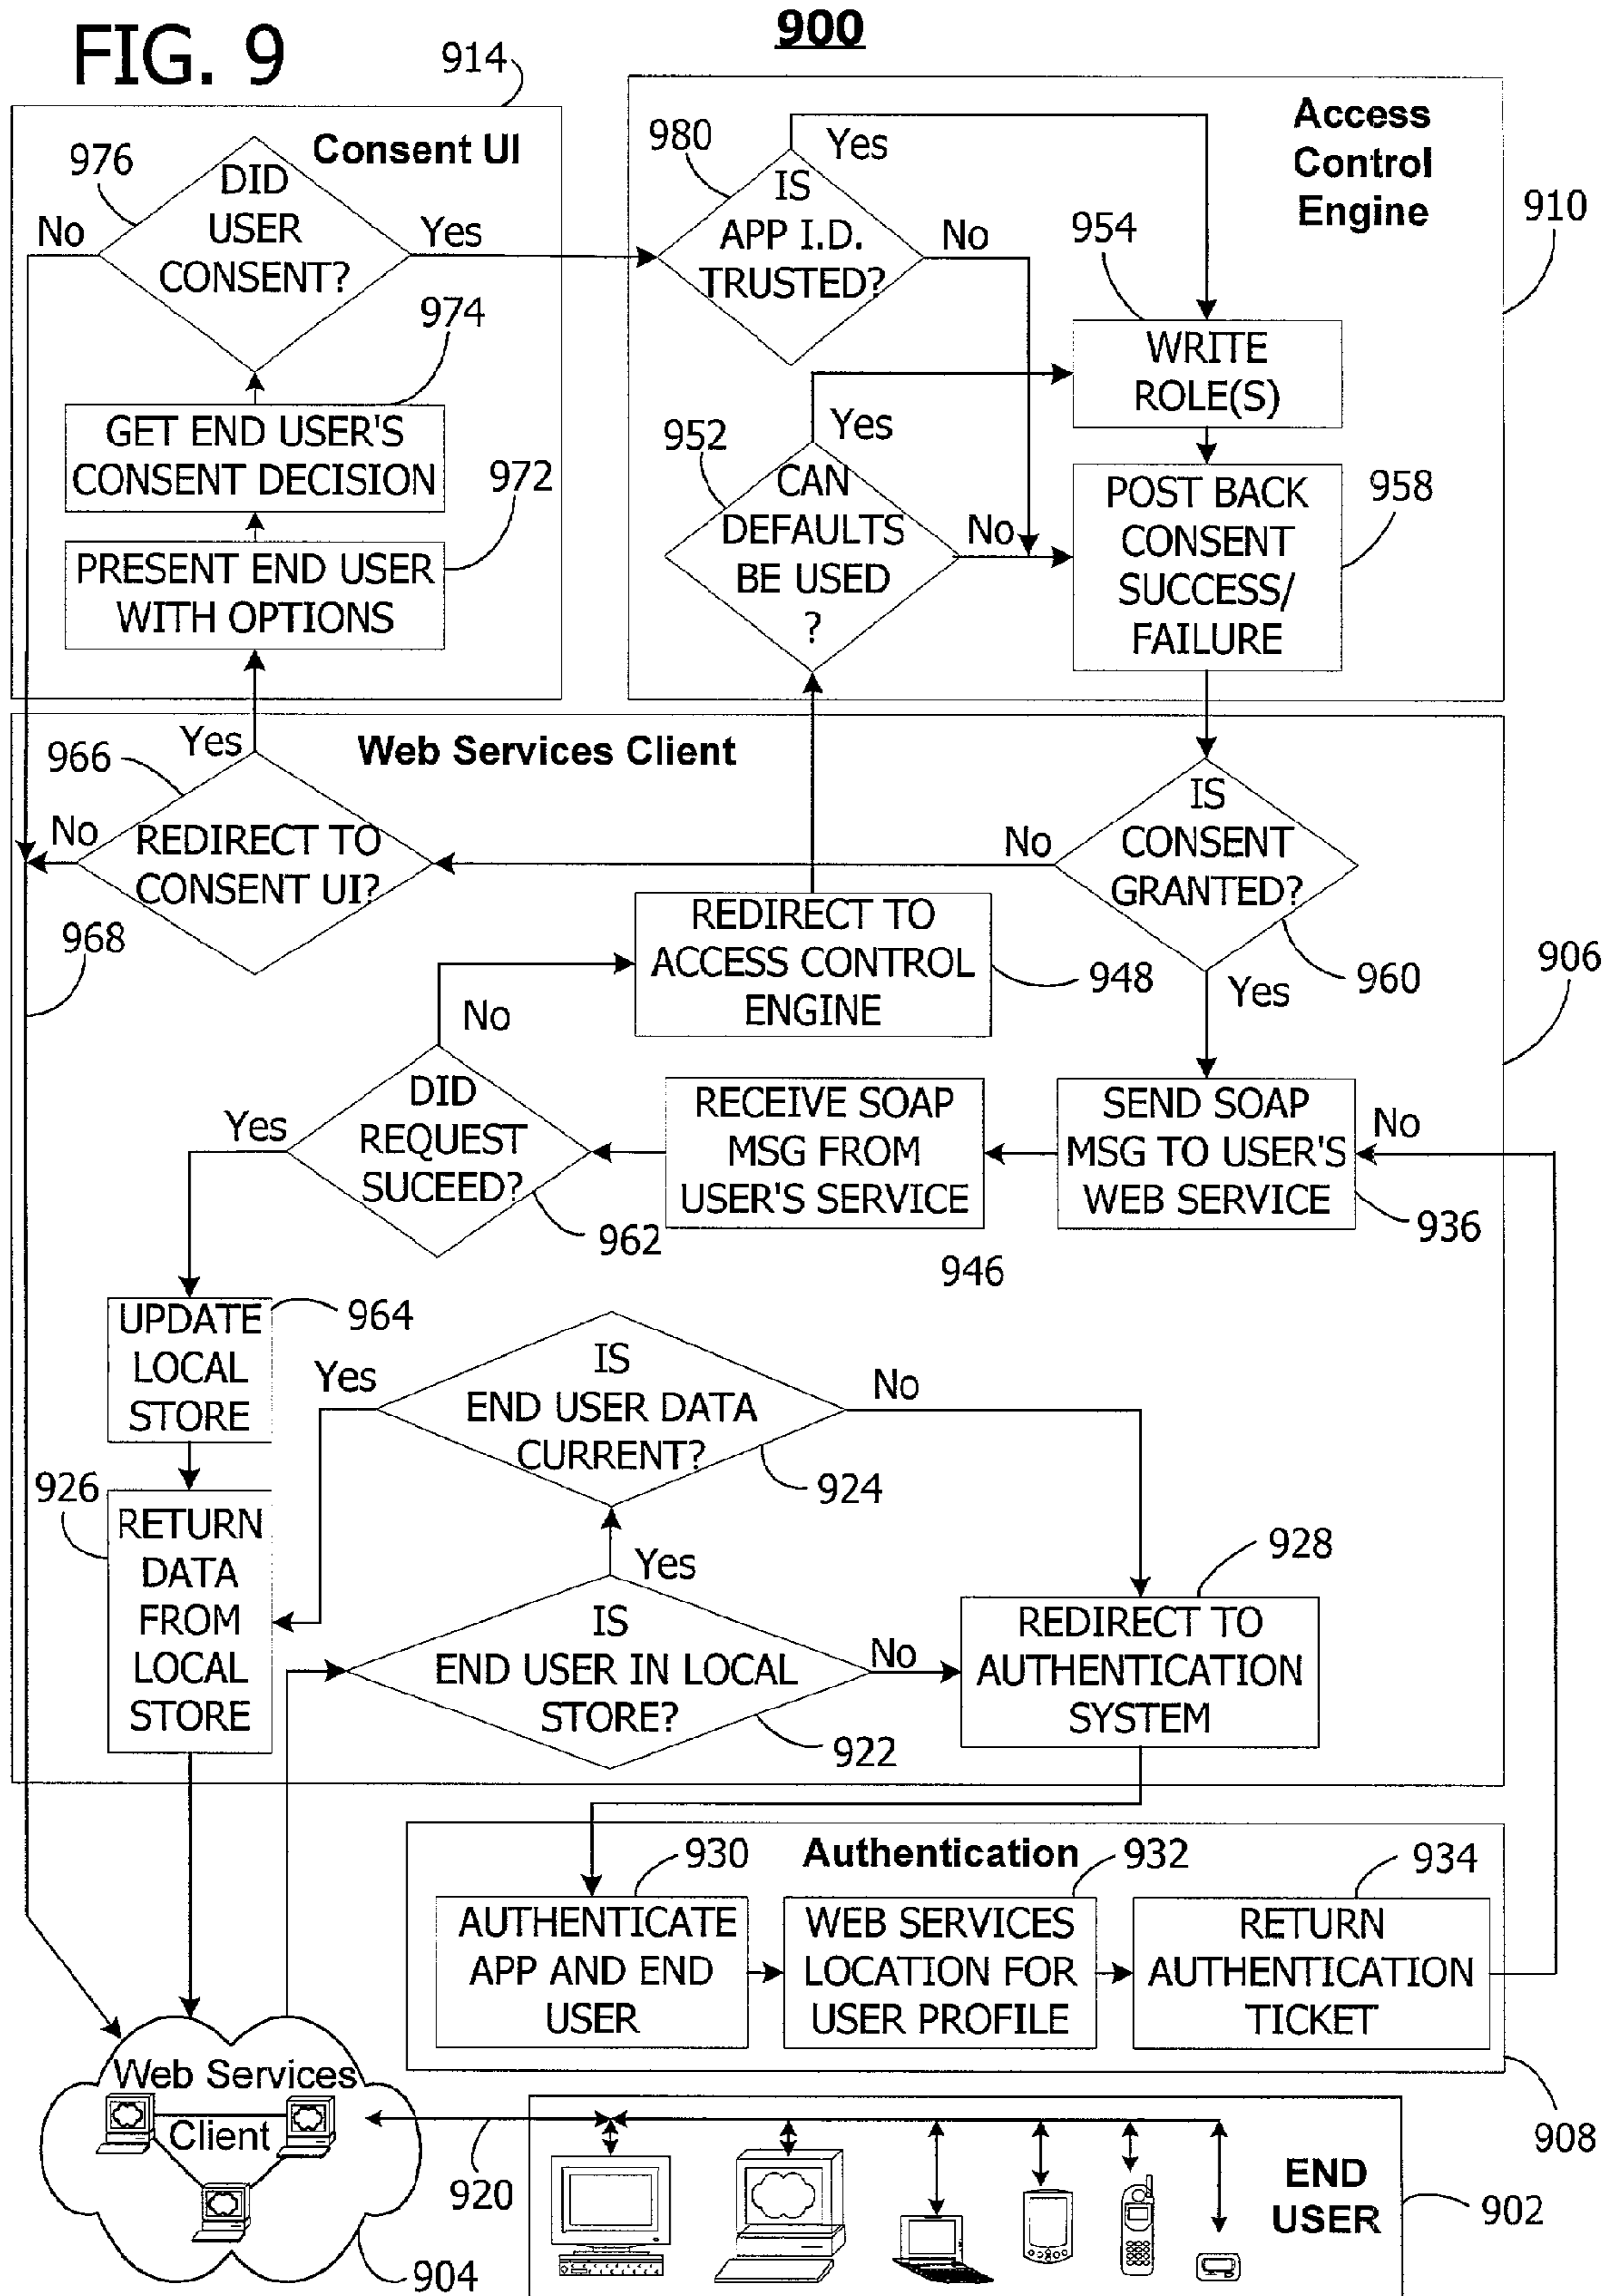 FIG. 9
900
914
Consent UI
976
DID
USER
CONSENT?
No
Yes
974
GET END USER'S
CONSENT DECISION
972
PRESENT END USER
WITH OPTIONS
Access
Control
Engine
910
980
IS
APP I.D.
TRUSTED?
Yes
No
954
WRITE
ROLE(S)
952
CAN
DEFAULTS
BE USED
?
Yes
No
POST BACK
CONSENT
SUCCESS/
FAILURE
958
Web Services Client
966
Yes
No
REDIRECT TO
CONSENT UI?
968
IS
CONSENT
GRANTED?
No
Yes
960
906
REDIRECT TO
ACCESS CONTROL
ENGINE
948
No
DID
REQUEST
SUCEED?
Yes
962
RECEIVE SOAP
MSG FROM
USER'S SERVICE
946
SEND SOAP
MSG TO USER'S
WEB SERVICE
No
936
UPDATE
LOCAL
STORE
964
IS
END USER DATA
CURRENT?
Yes
No
924
926
RETURN
DATA
FROM
LOCAL
STORE
Yes
IS
END USER IN LOCAL
STORE?
No
922
928
REDIRECT TO
AUTHENTICATION
SYSTEM
Authentication
930
932
934
AUTHENTICATE
APP AND END
USER
WEB SERVICES
LOCATION FOR
USER PROFILE
RETURN
AUTHENTICATION
TICKET
908
Web Services
Client
904
920
END
USER
902